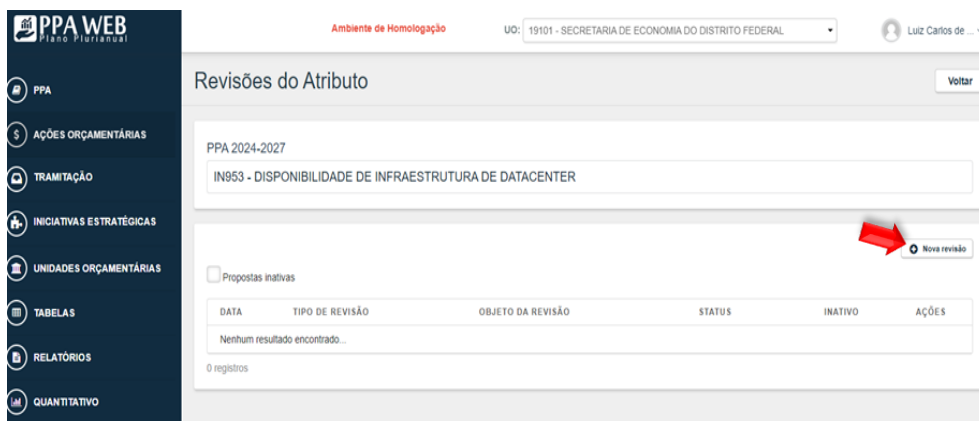 PPA WEB
Plano Plurianual
Ambiente de Homologação
UO: 19101 - SECRETARIA DE ECONOMIA DO DISTRITO FEDERAL
Luiz Carlos de ...
PPA
AÇÕES ORÇAMENTÁRIAS
TRAMITAÇÃO
INICIATIVAS ESTRATÉGICAS
UNIDADES ORÇAMENTÁRIAS
TABELAS
RELATÓRIOS
QUANTITATIVO
Revisões do Atributo
Voltar
PPA 2024-2027
IN953 - DISPONIBILIDADE DE INFRAESTRUTURA DE DATACENTER
Nova revisão
Propostas inativas
DATA TIPO DE REVISÃO OBJETO DA REVISÃO STATUS INATIVO AÇÕES
Nenhum resultado encontrado...
0 registros